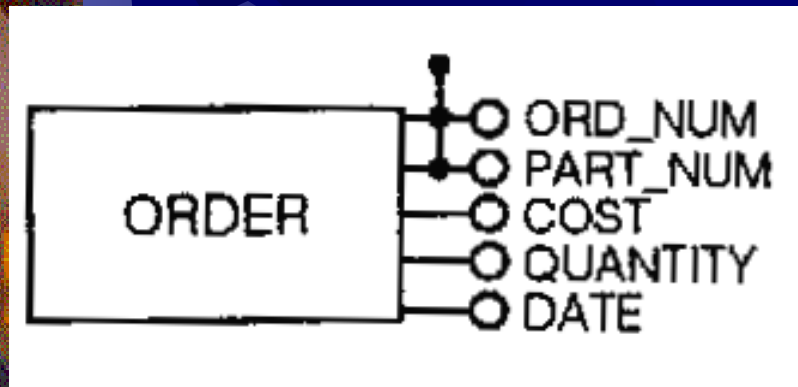 ORDER
ORD_NUM
PART_NUM
COST
QUANTITY
DATE